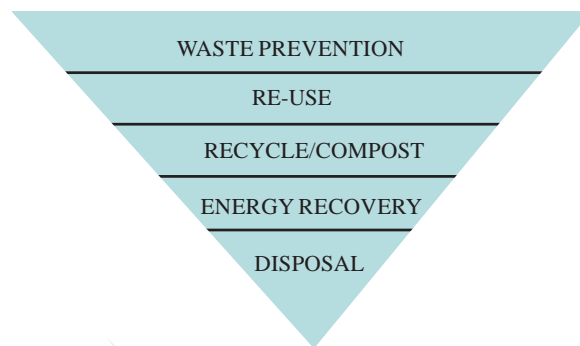 WASTE PREVENTION
RE-USE
RECYCLE/COMPOST
ENERGY RECOVERY
DISPOSAL